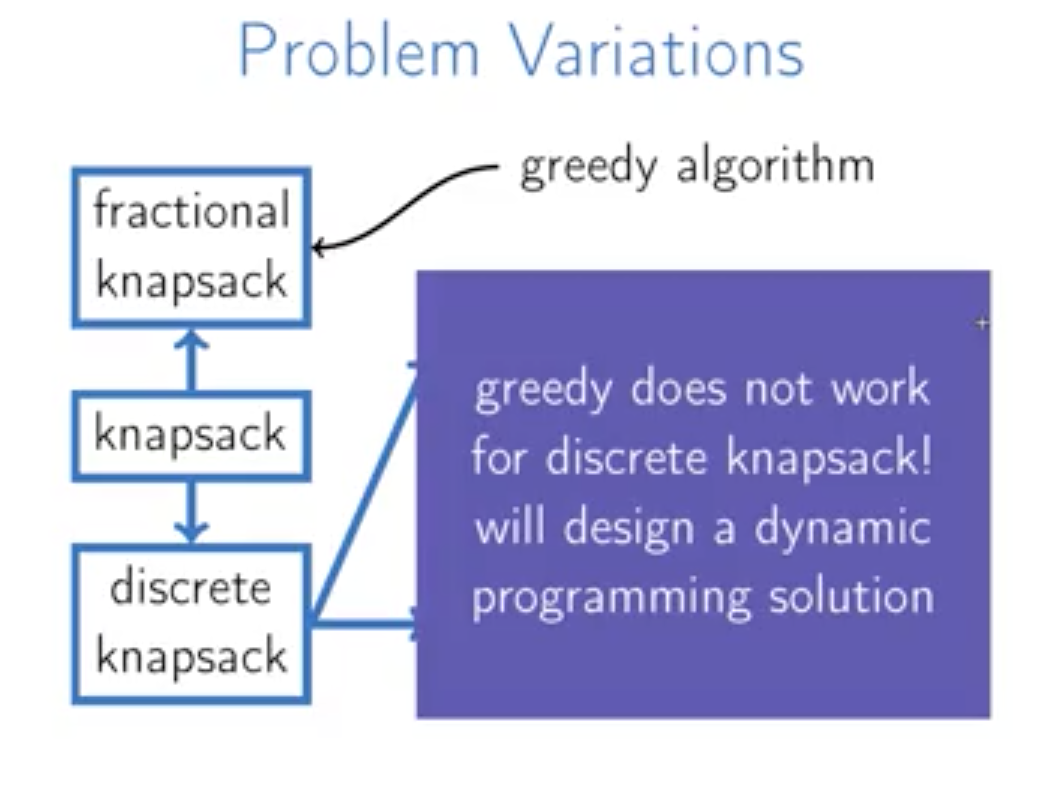 Problem Variations
greedy algorithm
fractional
knapsack
knapsack
discrete
knapsack
greedy does not work
for discrete knapsack!
will design a dynamic
programming solution